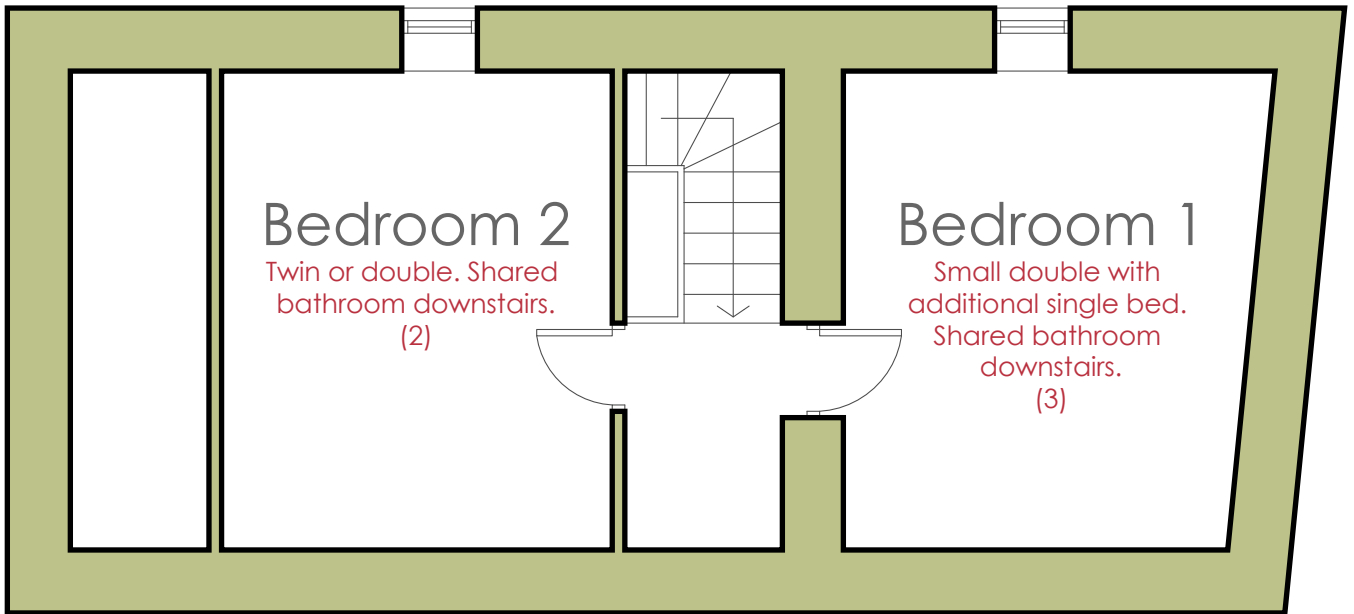 Bedroom 2
Twin or double. Shared
bathroom downstairs.
(2)
Bedroom 1
Small double with
additional single bed.
Shared bathroom
downstairs.
(3)